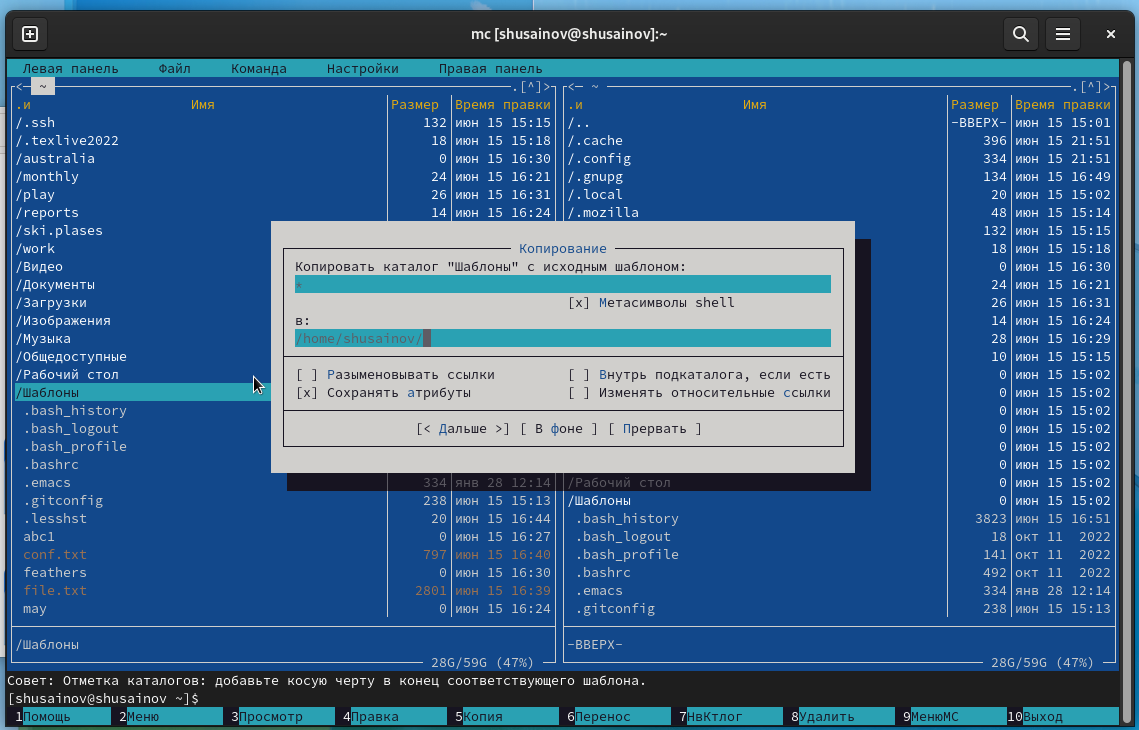 mc [shusainov@shusainov]:~
Левая панель Файл Команда Настройки Правая панель
<─ ~ .[^]> <─ ~ .[^]>
.и Имя Размер Время правки .и Имя Размер Время правки
/.ssh 132 июн 15 15:15 /.. -ВВЕРХ- июн 15 15:01
/.texlive2022 18 июн 15 15:18 /.cache 396 июн 15 21:51
/australia 0 июн 15 16:30 /.config 334 июн 15 21:51
/monthly 24 июн 15 16:21 /.gnupg 134 июн 15 16:49
/play 26 июн 15 16:31 /.local 20 июн 15 15:02
/reports 14 июн 15 16:24 /.mozilla 48 июн 15 15:14
/ski.plases 132 июн 15 15:15
/work Копирование 18 июн 15 15:18
/Видео Копировать каталог "Шаблоны" с исходным шаблоном: 0 июн 15 16:30
/Документы * 24 июн 15 16:21
/Загрузки [x] Метасимволы shell 26 июн 15 16:31
/Изображения в: 14 июн 15 16:24
/Музыка /home/shusainov/ 28 июн 15 16:29
/Общедоступные 10 июн 15 15:15
/Рабочий стол [ ] Разыменовывать ссылки [ ] Внутрь подкаталога, если есть 0 июн 15 15:02
/Шаблоны [x] Сохранять атрибуты [ ] Изменять относительные ссылки 0 июн 15 15:02
.bash_history 0 июн 15 15:02
.bash_logout [< Дальше >] [ В фоне ] [ Прервать ] 0 июн 15 15:02
.bash_profile 0 июн 15 15:02
.bashrc 0 июн 15 15:02
.emacs 334 янв 28 12:14 /Рабочий стол 0 июн 15 15:02
.gitconfig 238 июн 15 15:13 /Шаблоны 0 июн 15 15:02
.lesshst 20 июн 15 16:44 .bash_history 3823 июн 15 16:51
abc1 0 июн 15 16:27 .bash_logout 18 окт 11 2022
conf.txt 797 июн 15 16:40 .bash_profile 141 окт 11 2022
feathers 0 июн 15 16:30 .bashrc 492 окт 11 2022
file.txt 2801 июн 15 16:39 .emacs 334 янв 28 12:14
may 0 июн 15 16:24 .gitconfig 238 июн 15 15:13
/Шаблоны -ВВЕРХ-
28G/59G (47%) 28G/59G (47%)
Совет: Отметка каталогов: добавьте косую черту в конец соответствующего шаблона.
[shusainov@shusainov ~]$
1Помощь 2Меню 3Просмотр 4Правка 5Копия 6Перенос 7НвКтлог 8Удалить 9МенюМС 10Выход